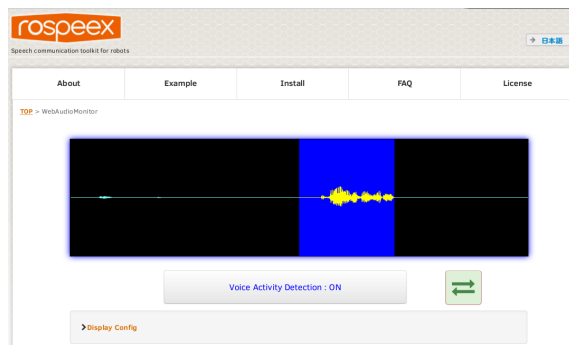 rospeex
Speech communication toolkit for robots
日本語
About Example Install FAQ License
TOP > WebAudioMonitor
Voice Activity Detection : ON
Display Config